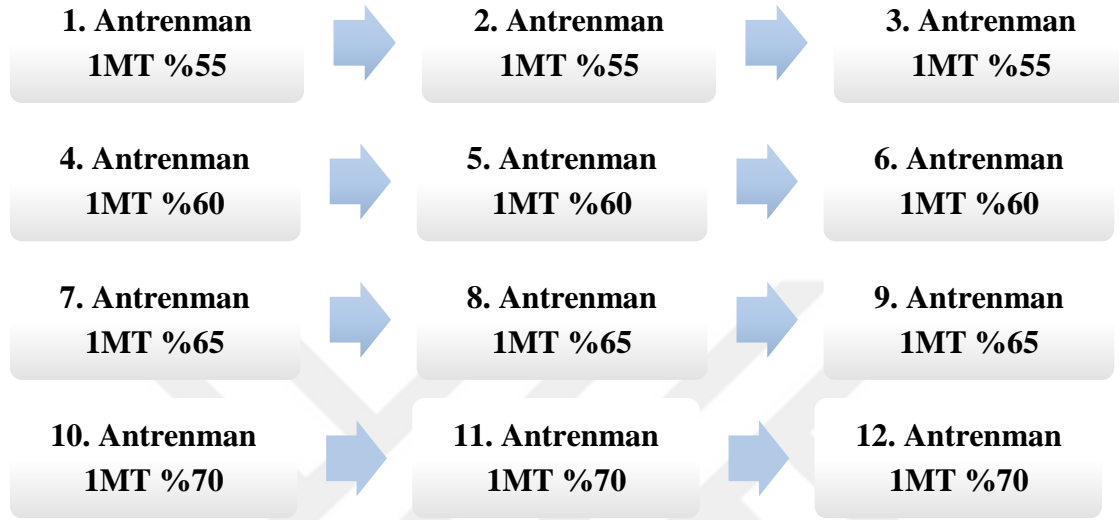 1. Antrenman
1MT %55
2. Antrenman
1MT %55
3. Antrenman
1MT %55
4. Antrenman
1MT %60
5. Antrenman
1MT %60
6. Antrenman
1MT %60
7. Antrenman
1MT %65
8. Antrenman
1MT %65
9. Antrenman
1MT %65
10. Antrenman
1MT %70
11. Antrenman
1MT %70
12. Antrenman
1MT %70